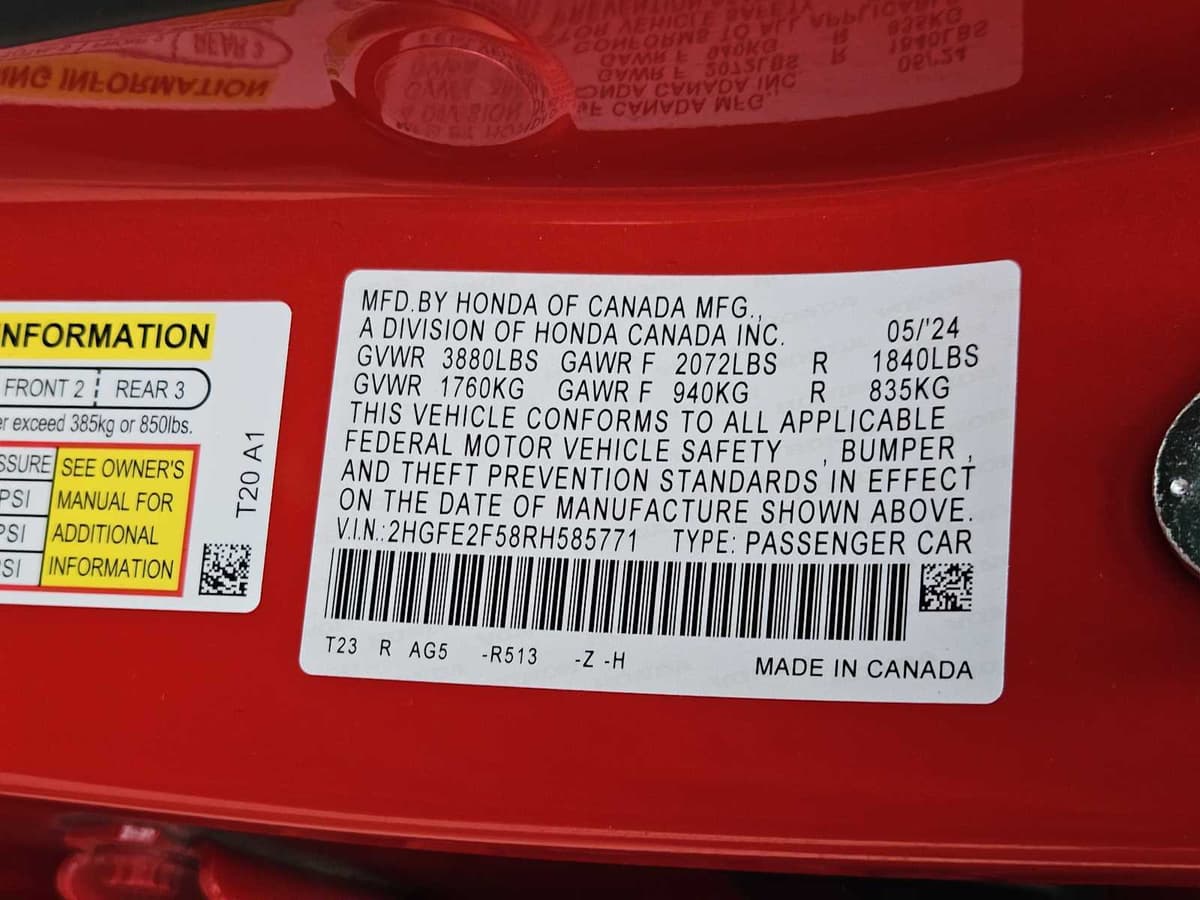 INFORMATION
FRONT 2 REAR 3
exceed 385kg or 850lbs.
PSI
PSI
SEE OWNER'S
MANUAL FOR
ADDITIONAL
INFORMATION
T20 A1
MFD.BY HONDA OF CANADA MFG.,
A DIVISION OF HONDA CANADA INC. 05/'24
GVWR 3880LBS GAWR F 2072LBS R 1840LBS
GVWR 1760KG GAWR F 940KG R 835KG
THIS VEHICLE CONFORMS TO ALL APPLICABLE
FEDERAL MOTOR VEHICLE SAFETY , BUMPER ,
AND THEFT PREVENTION STANDARDS IN EFFECT
ON THE DATE OF MANUFACTURE SHOWN ABOVE.
V.I.N.:2HGFE2F58RH585771 TYPE: PASSENGER CAR
T23 R AG5 -R513 -Z -H
MADE IN CANADA